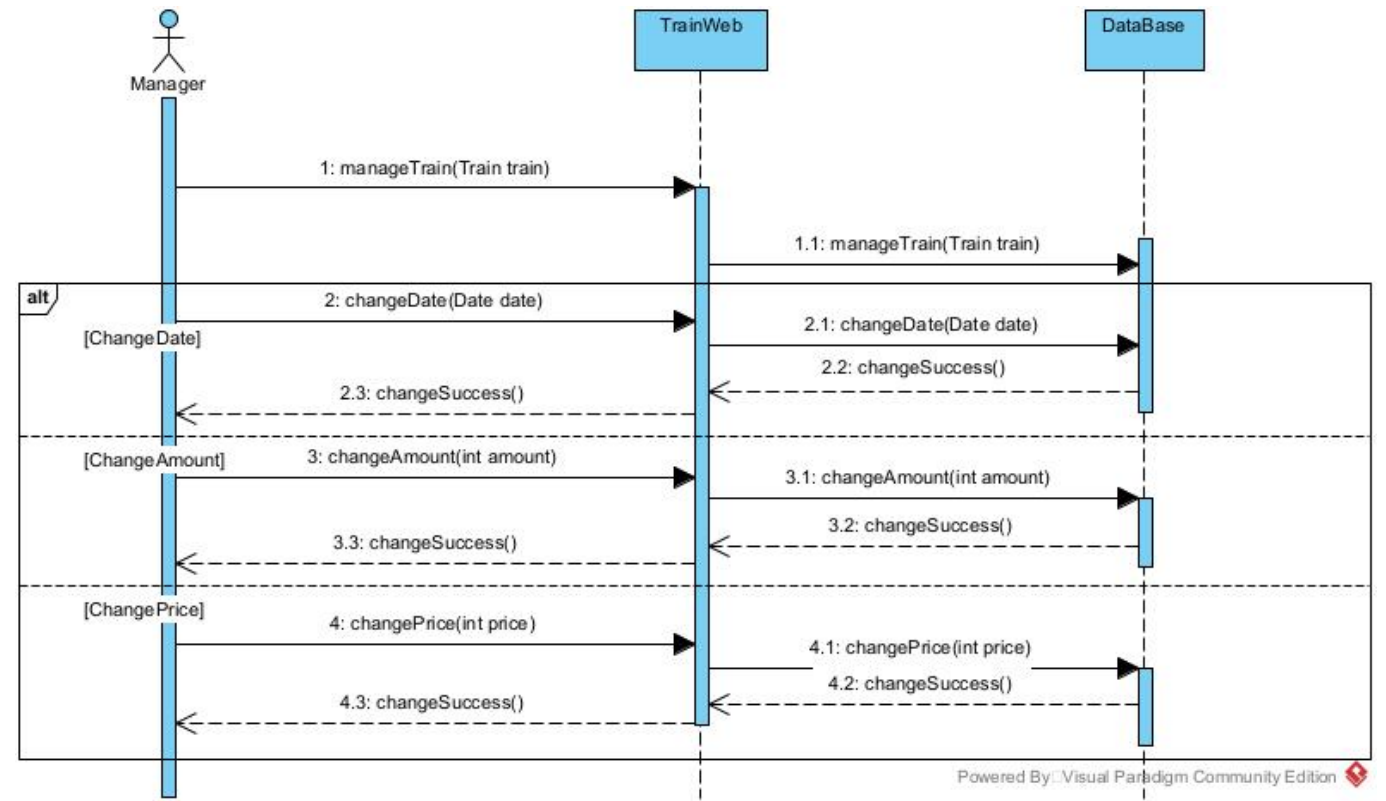 TrainWeb
DataBase
Manager
1: manageTrain(Train train)
1.1: manageTrain(Train train)
alt
2: changeDate(Date date)
2.1: changeDate(Date date)
[ChangeDate]
2.2: changeSuccess()
2.3: changeSuccess()
[ChangeAmount]
3: changeAmount(int amount)
3.1: changeAmount(int amount)
3.2: changeSuccess()
3.3: changeSuccess()
[ChangePrice]
4: changePrice(int price)
4.1: changePrice(int price)
4.2: changeSuccess()
4.3: changeSuccess()
Powered By Visual Paradigm Community Edition